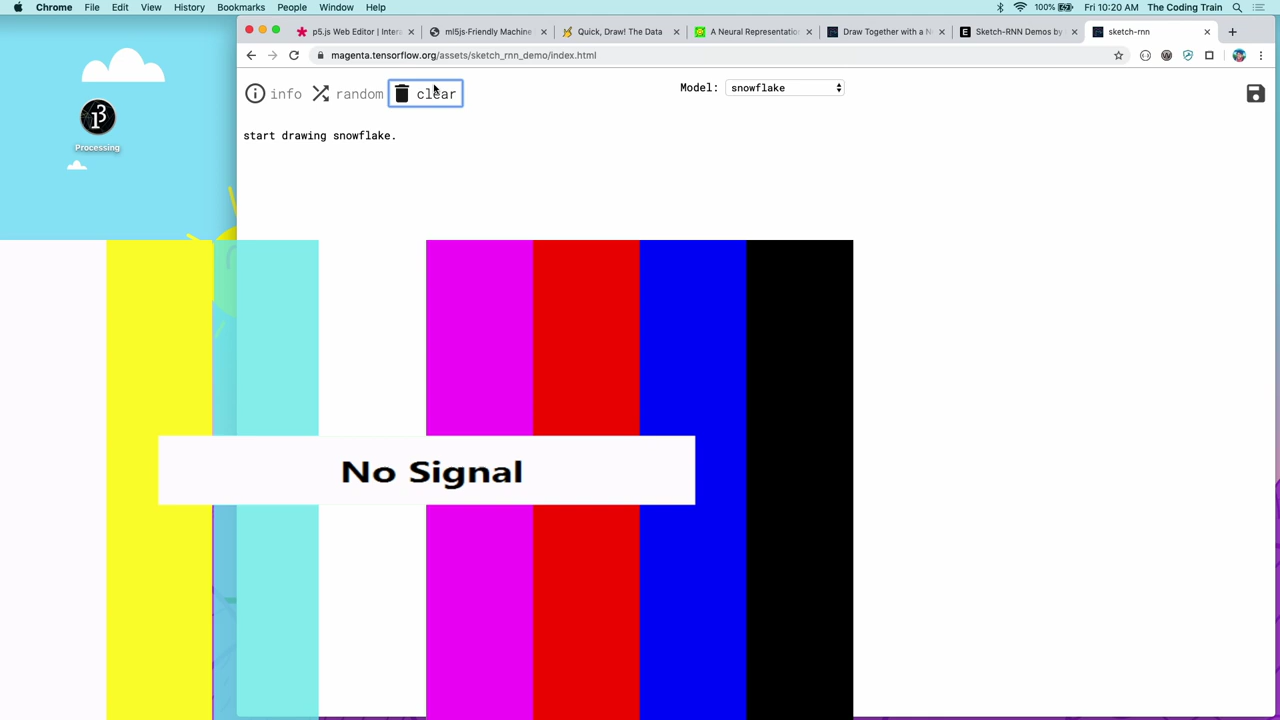 Chrome File Edit View History Bookmarks People Window Help 100% Fri 10:20 AM The Coding Train
p5.js Web Editor | Intera ml5js·Friendly Machine Quick, Draw! The Data A Neural Representation Draw Together with a N Sketch-RNN Demos by sketch-rnn
magenta.tensorflow.org/assets/sketch_rnn_demo/index.html
info random clear Model: snowflake
start drawing snowflake.
Processing
No Signal